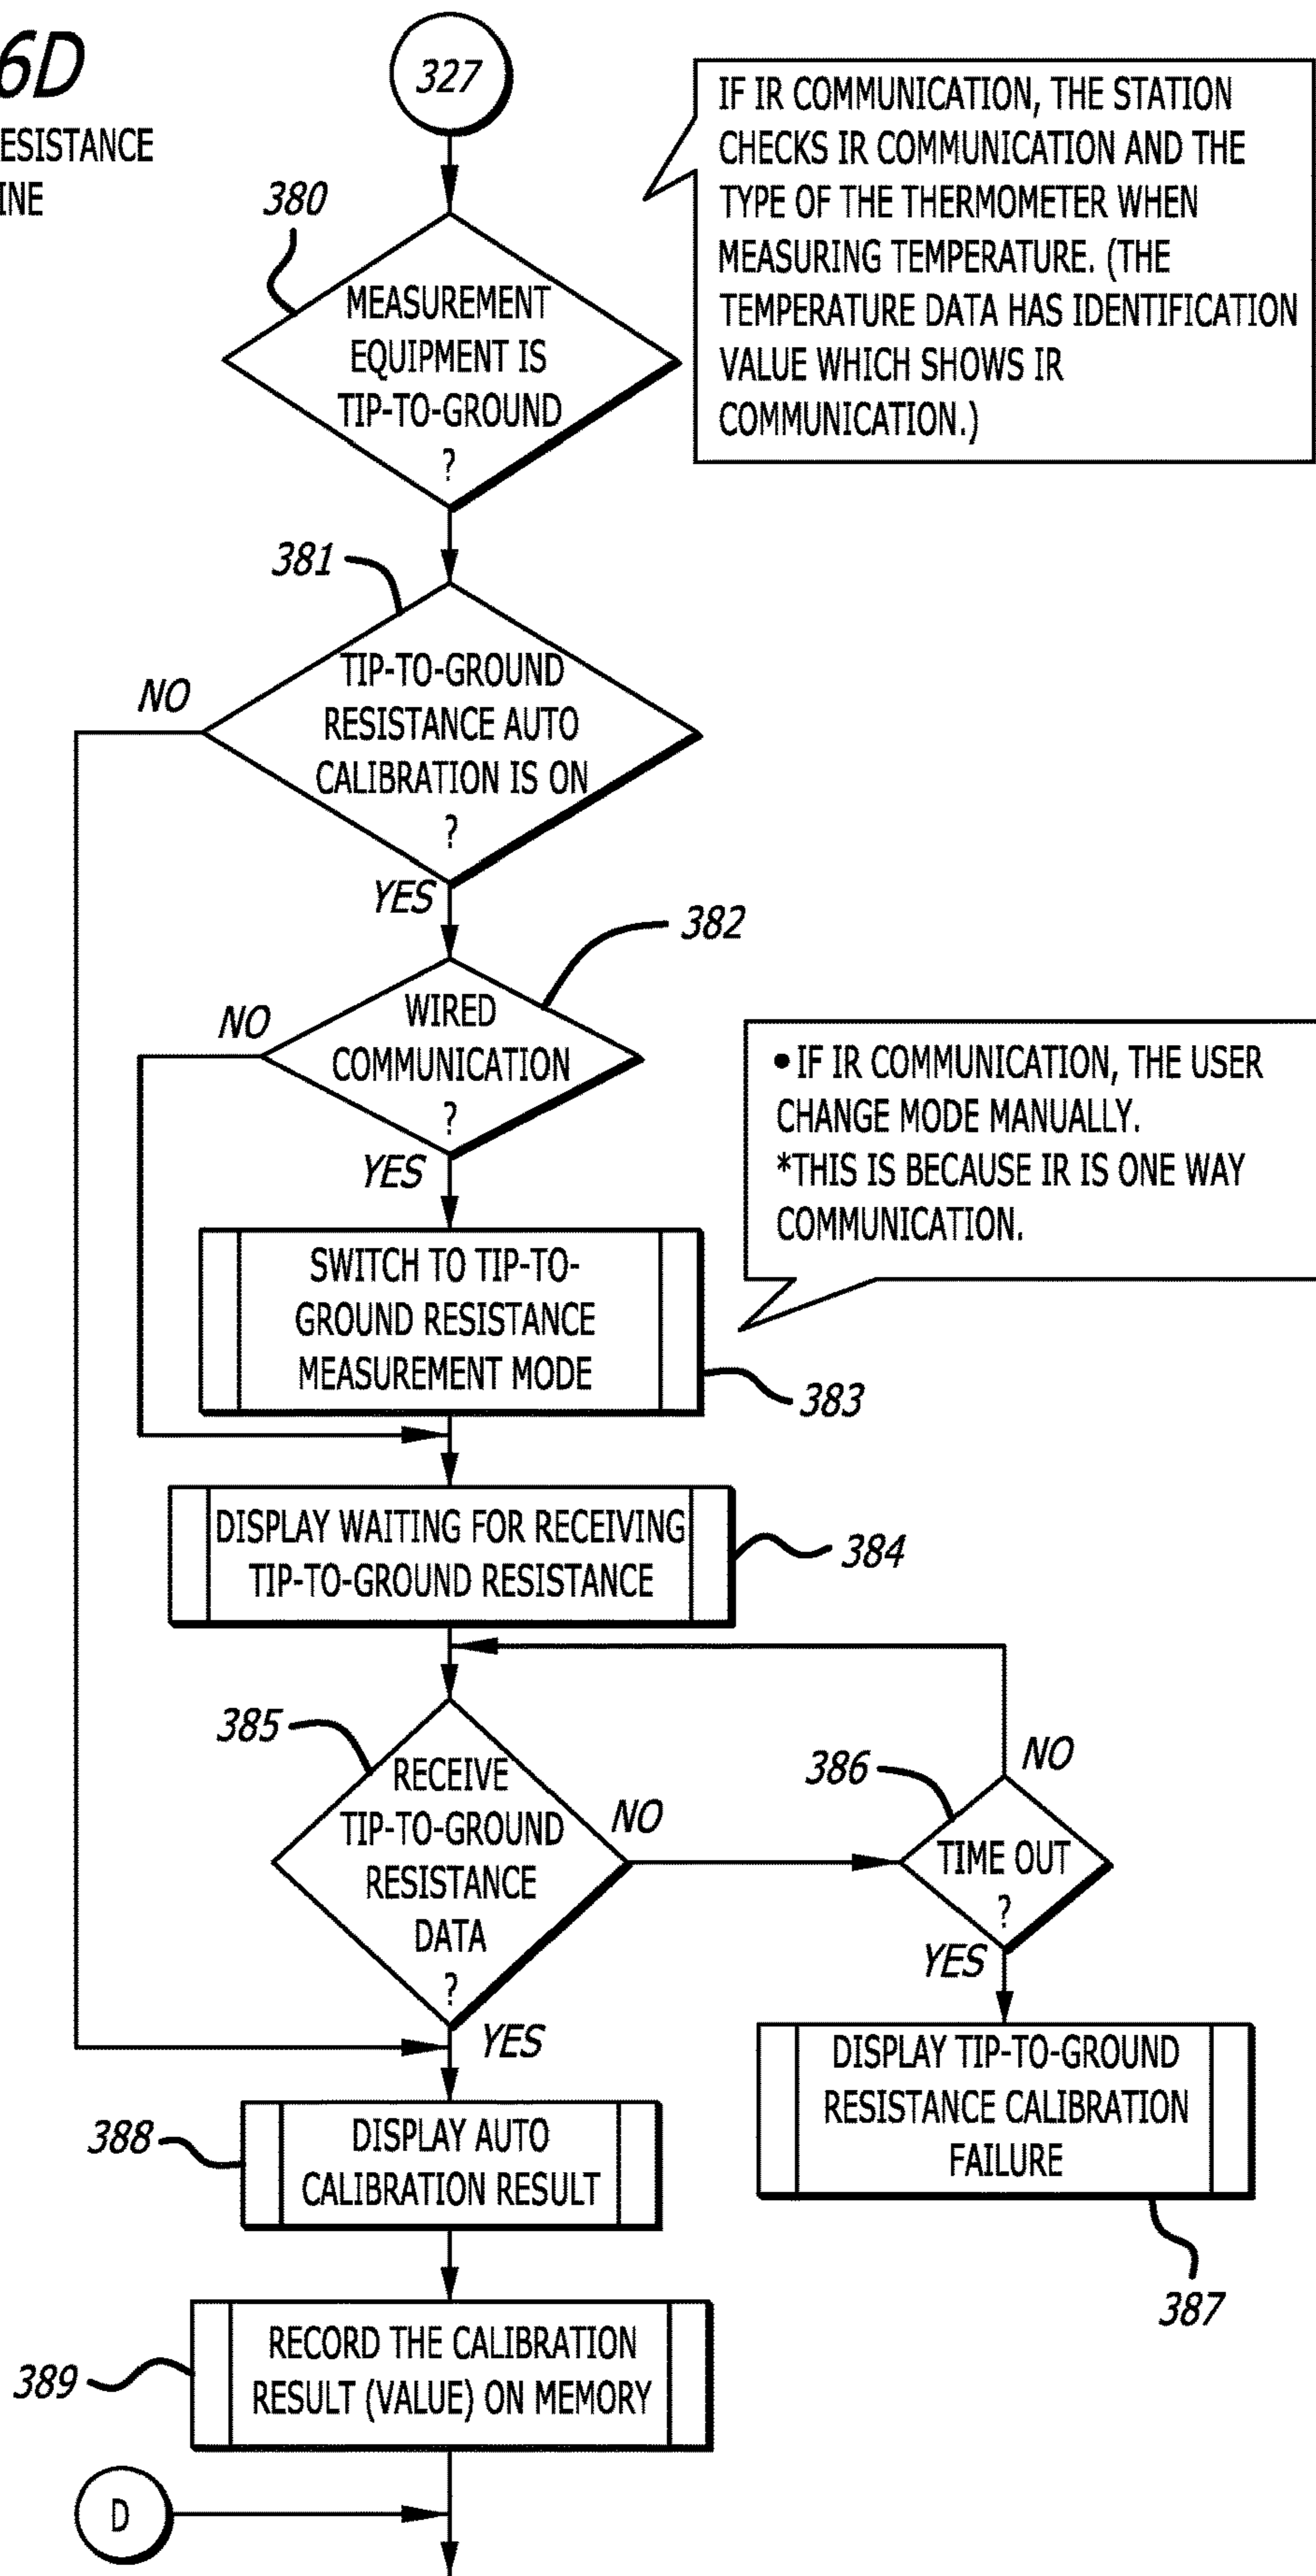 6D
ESISTANCE
INE
327
IF IR COMMUNICATION, THE STATION
CHECKS IR COMMUNICATION AND THE
TYPE OF THE THERMOMETER WHEN
MEASURING TEMPERATURE. (THE
TEMPERATURE DATA HAS IDENTIFICATION
VALUE WHICH SHOWS IR
COMMUNICATION.)
380
MEASUREMENT
EQUIPMENT IS
TIP-TO-GROUND
?
381
TIP-TO-GROUND
RESISTANCE AUTO
CALIBRATION IS ON
?
NO
YES
382
WIRED
COMMUNICATION
?
NO
YES
• IF IR COMMUNICATION, THE USER
CHANGE MODE MANUALLY.
*THIS IS BECAUSE IR IS ONE WAY
COMMUNICATION.
SWITCH TO TIP-TO-
GROUND RESISTANCE
MEASUREMENT MODE
383
DISPLAY WAITING FOR RECEIVING
TIP-TO-GROUND RESISTANCE
384
385
RECEIVE
TIP-TO-GROUND
RESISTANCE
DATA
?
NO
YES
386
TIME OUT
?
NO
YES
DISPLAY TIP-TO-GROUND
RESISTANCE CALIBRATION
FAILURE
387
388
DISPLAY AUTO
CALIBRATION RESULT
389
RECORD THE CALIBRATION
RESULT (VALUE) ON MEMORY
D